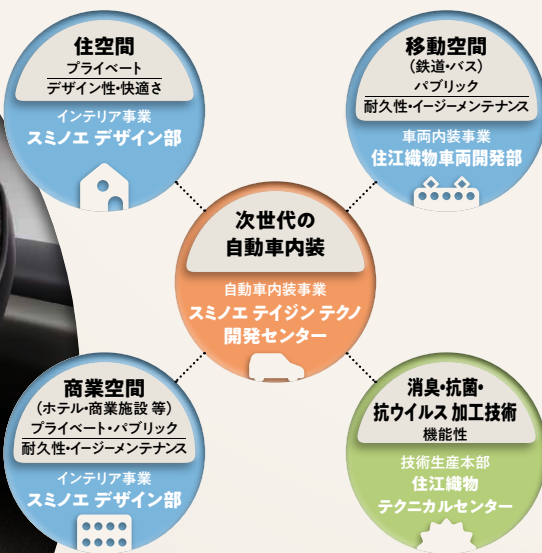 住空間
プライベート
デザイン性・快適さ
インテリア事業
スミノエ デザイン部
移動空間
(鉄道・バス)
パブリック
耐久性・イージーメンテナンス
車両内装事業
住江織物車両開発部
次世代の
自動車内装
自動車内装事業
スミノエ テイジン テクノ
開発センター
商業空間
(ホテル・商業施設 等)
プライベート・パブリック
耐久性・イージーメンテナンス
インテリア事業
スミノエ デザイン部
消臭・抗菌・
抗ウイルス 加工技術
機能性
技術生産本部
住江織物
テクニカルセンター